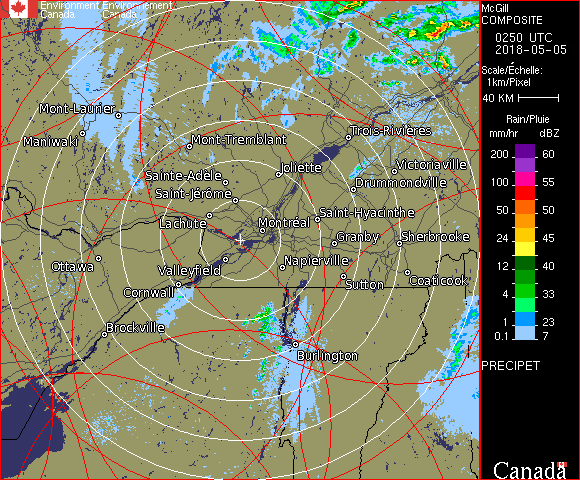 Environment Environnement
Canada Canada
McGill
COMPOSITE
0250 UTC
2018-05-05
Scale/Échelle:
1km/Pixel
40 KM
Rain/Pluie
mm/hr dBZ
200 60
55
100 55
50 50
24 45
12 40
4 33
1 23
0.1 7
PRECIPET
Canada
Mont-Laurier
Maniwaki
Mont-Tremblant
Trois-Rivières
Sainte-Adèle
Joliette
Victoriaville
Saint-Jérôme
Drummondville
Lachute
Montréal
Saint-Hyacinthe
Granby
Sherbrooke
Ottawa
Valleyfield
Napierville
Cornwall
Sutton
Coaticook
Brockville
Burlington